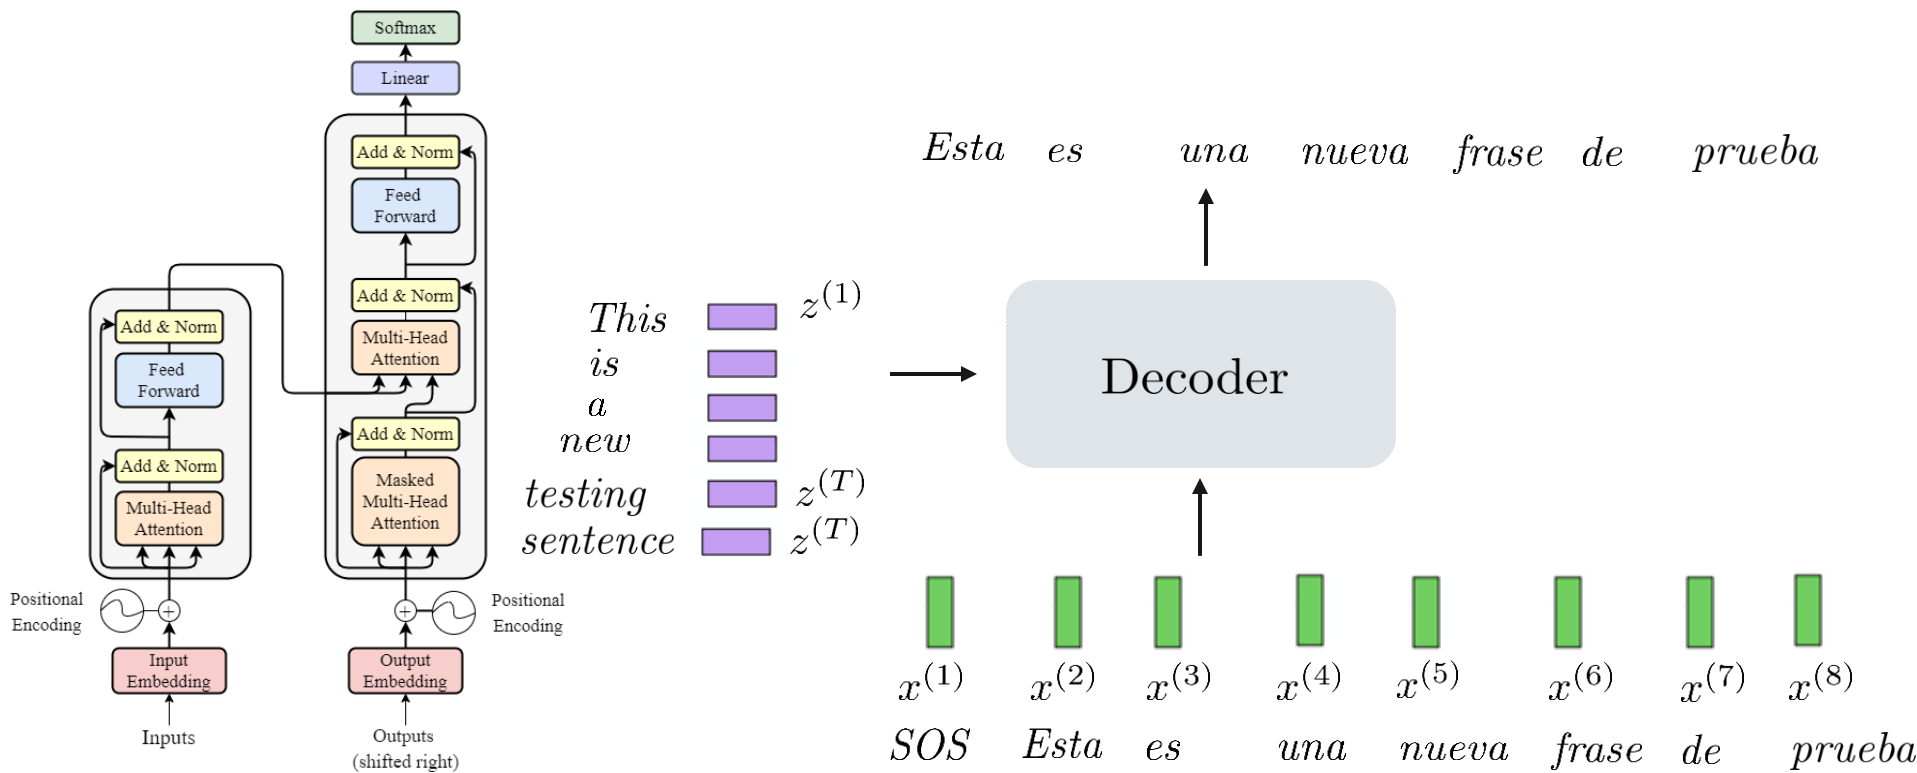 Softmax
Linear
Add & Norm
Feed
Forward
Add & Norm
Multi-Head
Attention
Add & Norm
Masked
Multi-Head
Attention
Positional
Encoding
Output
Embedding
Outputs
(shifted right)
Add & Norm
Feed
Forward
Add & Norm
Multi-Head
Attention
Positional
Encoding
Input
Embedding
Inputs
This z^(1)
is
a
new
testing z^(T)
sentence z^(T)
Esta es una nueva frase de prueba
Decoder
x^(1) x^(2) x^(3) x^(4) x^(5) x^(6) x^(7) x^(8)
SOS Esta es una nueva frase de prueba